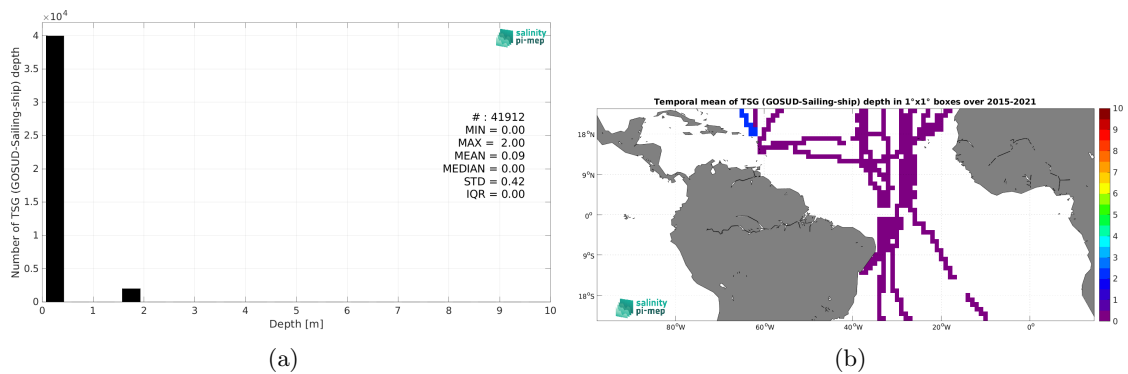 ×10⁴
4
3.5
3
2.5
2
1.5
1
0.5
0
Number of TSG (GOSUD-Sailing-ship) depth
salinity
pi-mep
# : 41912
MIN = 0.00
MAX = 2.00
MEAN = 0.09
MEDIAN = 0.00
STD = 0.42
IQR = 0.00
0 1 2 3 4 5 6 7 8 9 10
Depth [m]
(a)
Temporal mean of TSG (GOSUD-Sailing-ship) depth in 1°x1° boxes over 2015-2021
18°N
9°N
0°
9°S
18°S
80°W 60°W 40°W 20°W 0°
salinity
pi-mep
10
9
8
7
6
5
4
3
2
1
0
(b)